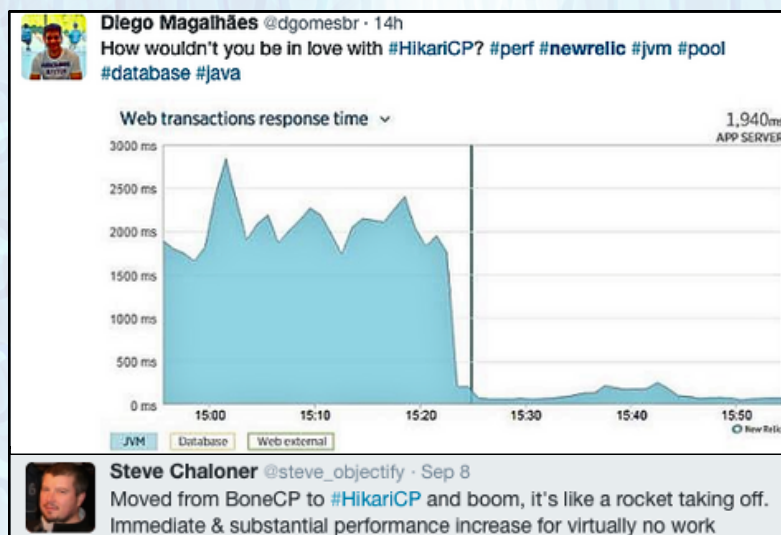 Diego Magalhães @dgomesbr · 14h
How wouldn't you be in love with #HikariCP? #perf #newrelic #jvm #pool
#database #java
Web transactions response time
1,940ms
APP SERVER
3000 ms
2500 ms
2000 ms
1500 ms
1000 ms
500 ms
0 ms
15:00 15:10 15:20 15:30 15:40 15:50
New Relic
JVM Database Web external
Steve Chaloner @steve_objectify · Sep 8
Moved from BoneCP to #HikariCP and boom, it's like a rocket taking off.
Immediate & substantial performance increase for virtually no work